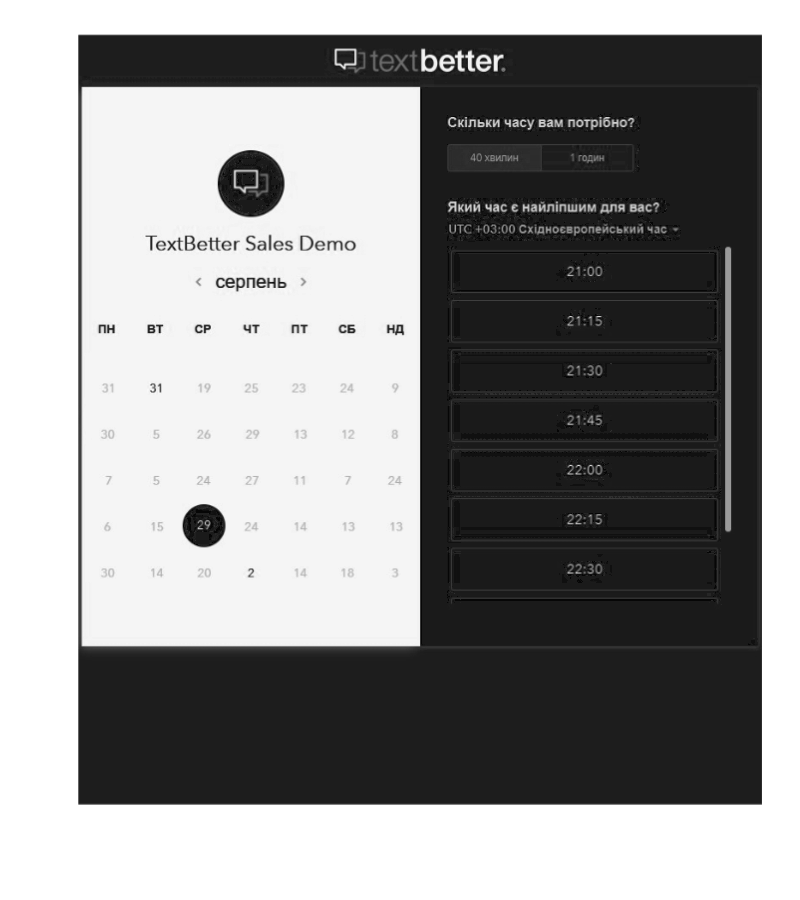 textbetter.
TextBetter Sales Demo
< серпень >
ПН ВТ СР ЧТ ПТ СБ НД
31 31 19 25 23 24 9
30 5 26 29 13 12 8
7 5 24 27 11 7 24
6 15 29 24 14 13 13
30 14 20 2 14 18 3
Скільки часу вам потрібно?
40 хвилин 1 годин
Який час є найліпшим для вас?
UTC +03:00 Східноєвропейський час
21:00
21:15
21:30
21:45
22:00
22:15
22:30